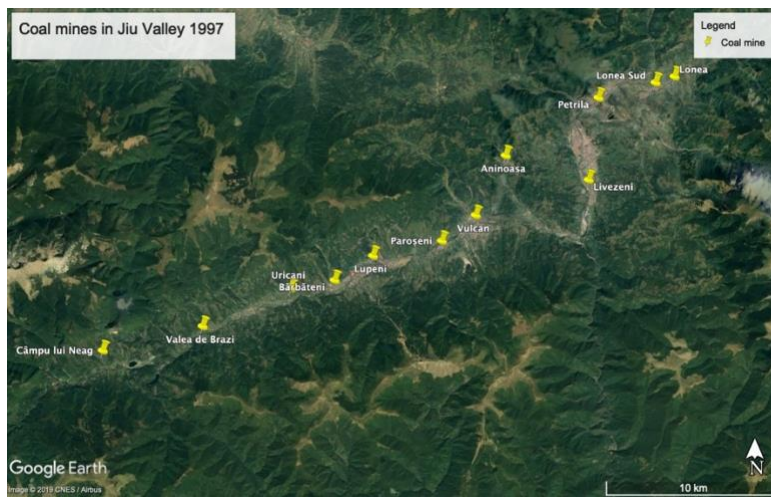 Coal mines in Jiu Valley 1997
Legend
Coal mine
Lonea Sud
Lonea
Petrila
Aninoasa
Livezeni
Vulcan
Paroșeni
Lupeni
Uricani
Bărbăteni
Valea de Brazi
Câmpu lui Neag
Google Earth
Image © 2019 CNES / Airbus
N
10 km